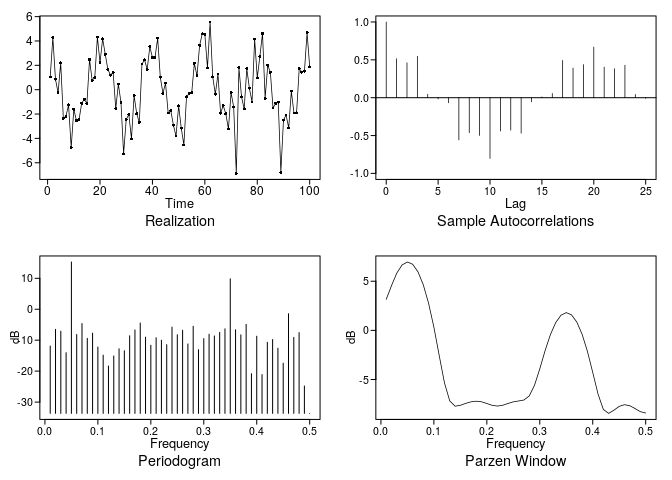 6
4
2
0
-2
-4
-6
0 20 40 60 80 100
Time
Realization
1.0
0.5
0.0
-0.5
-1.0
0 5 10 15 20 25
Lag
Sample Autocorrelations
10
0
-10
-20
-30
dB
0.0 0.1 0.2 0.3 0.4 0.5
Frequency
Periodogram
5
0
-5
dB
0.0 0.1 0.2 0.3 0.4 0.5
Frequency
Parzen Window